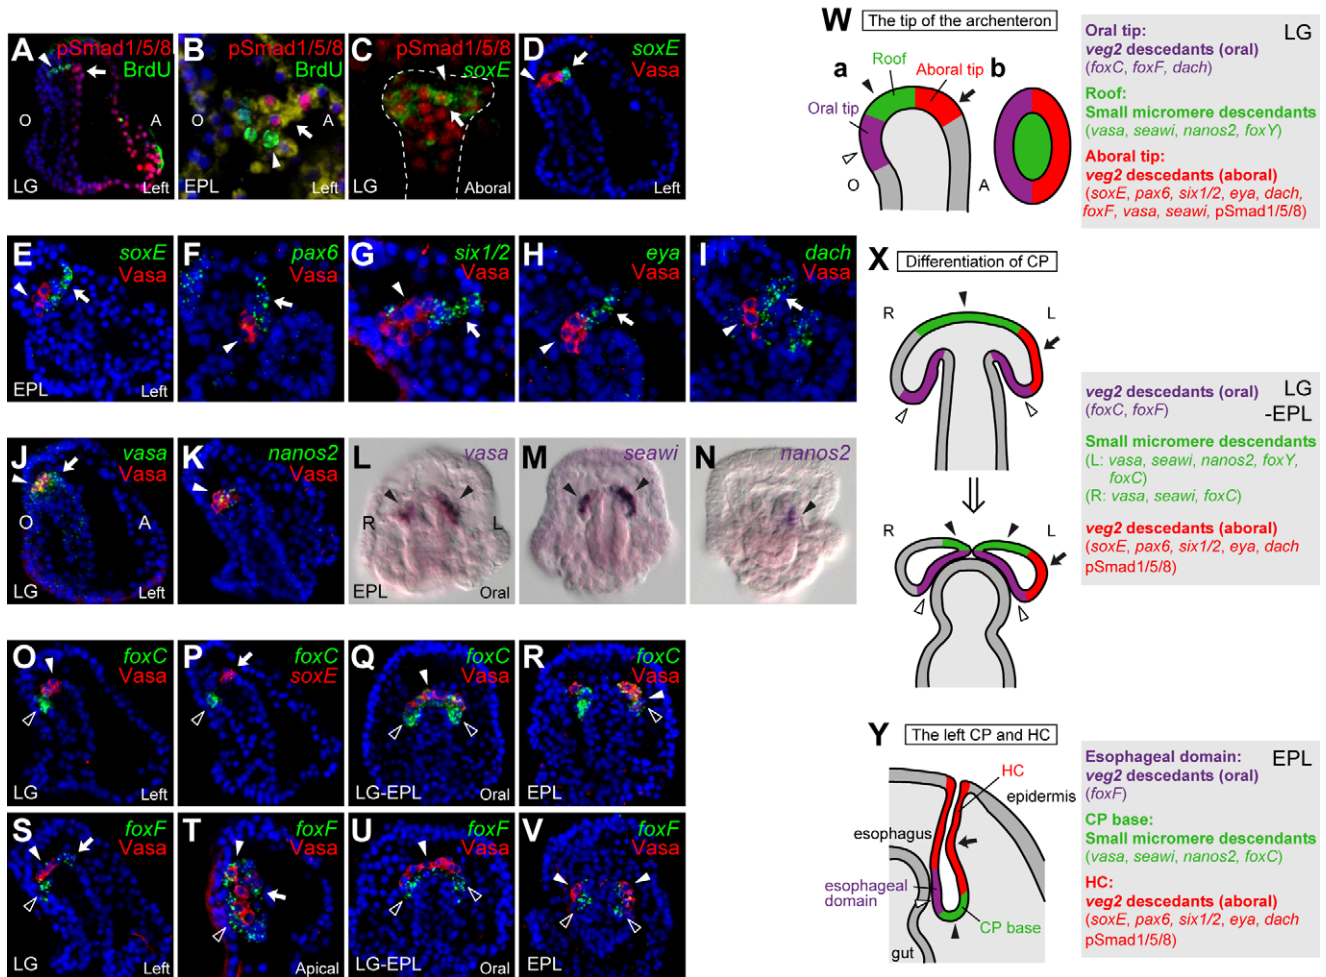 A
pSmad1/5/8
BrdU
O
A
LG
Left
B
pSmad1/5/8
BrdU
O
A
EPL
Left
C
pSmad1/5/8
soxE
LG
Aboral
D
soxE
Vasa
Left
E
soxE
Vasa
EPL
Left
F
pax6
Vasa
G
six1/2
Vasa
H
eya
Vasa
I
dach
Vasa
J
vasa
Vasa
O
A
LG
Left
K
nanos2
Vasa
L
vasa
R
L
EPL
Oral
M
seawi
N
nanos2
O
foxC
Vasa
LG
Left
P
foxC
soxE
Q
foxC
Vasa
LG-EPL
Oral
R
foxC
Vasa
EPL
S
foxF
Vasa
LG
Left
T
foxF
Vasa
Apical
U
foxF
Vasa
LG-EPL
Oral
V
foxF
Vasa
EPL
W
The tip of the archenteron
a
Roof
Aboral tip
Oral tip
O
A
b
LG
Oral tip:
veg2 descedants (oral)
(foxC, foxF, dach)
Roof:
Small micromere descendants
(vasa, seawi, nanos2, foxY)
Aboral tip:
veg2 descedants (aboral)
(soxE, pax6, six1/2, eya, dach,
foxF, vasa, seawi, pSmad1/5/8)
X
Differentiation of CP
R
L
R
L
LG
-EPL
veg2 descedants (oral)
(foxC, foxF)
Small micromere descendants
(L: vasa, seawi, nanos2, foxY,
foxC)
(R: vasa, seawi, foxC)
veg2 descedants (aboral)
(soxE, pax6, six1/2, eya, dach
pSmad1/5/8)
Y
The left CP and HC
HC
epidermis
esophagus
esophageal
domain
CP base
gut
EPL
Esophageal domain:
veg2 descedants (oral)
(foxF)
CP base:
Small micromere descendants
(vasa, seawi, nanos2, foxC)
HC:
veg2 descedants (aboral)
(soxE, pax6, six1/2, eya, dach
pSmad1/5/8)